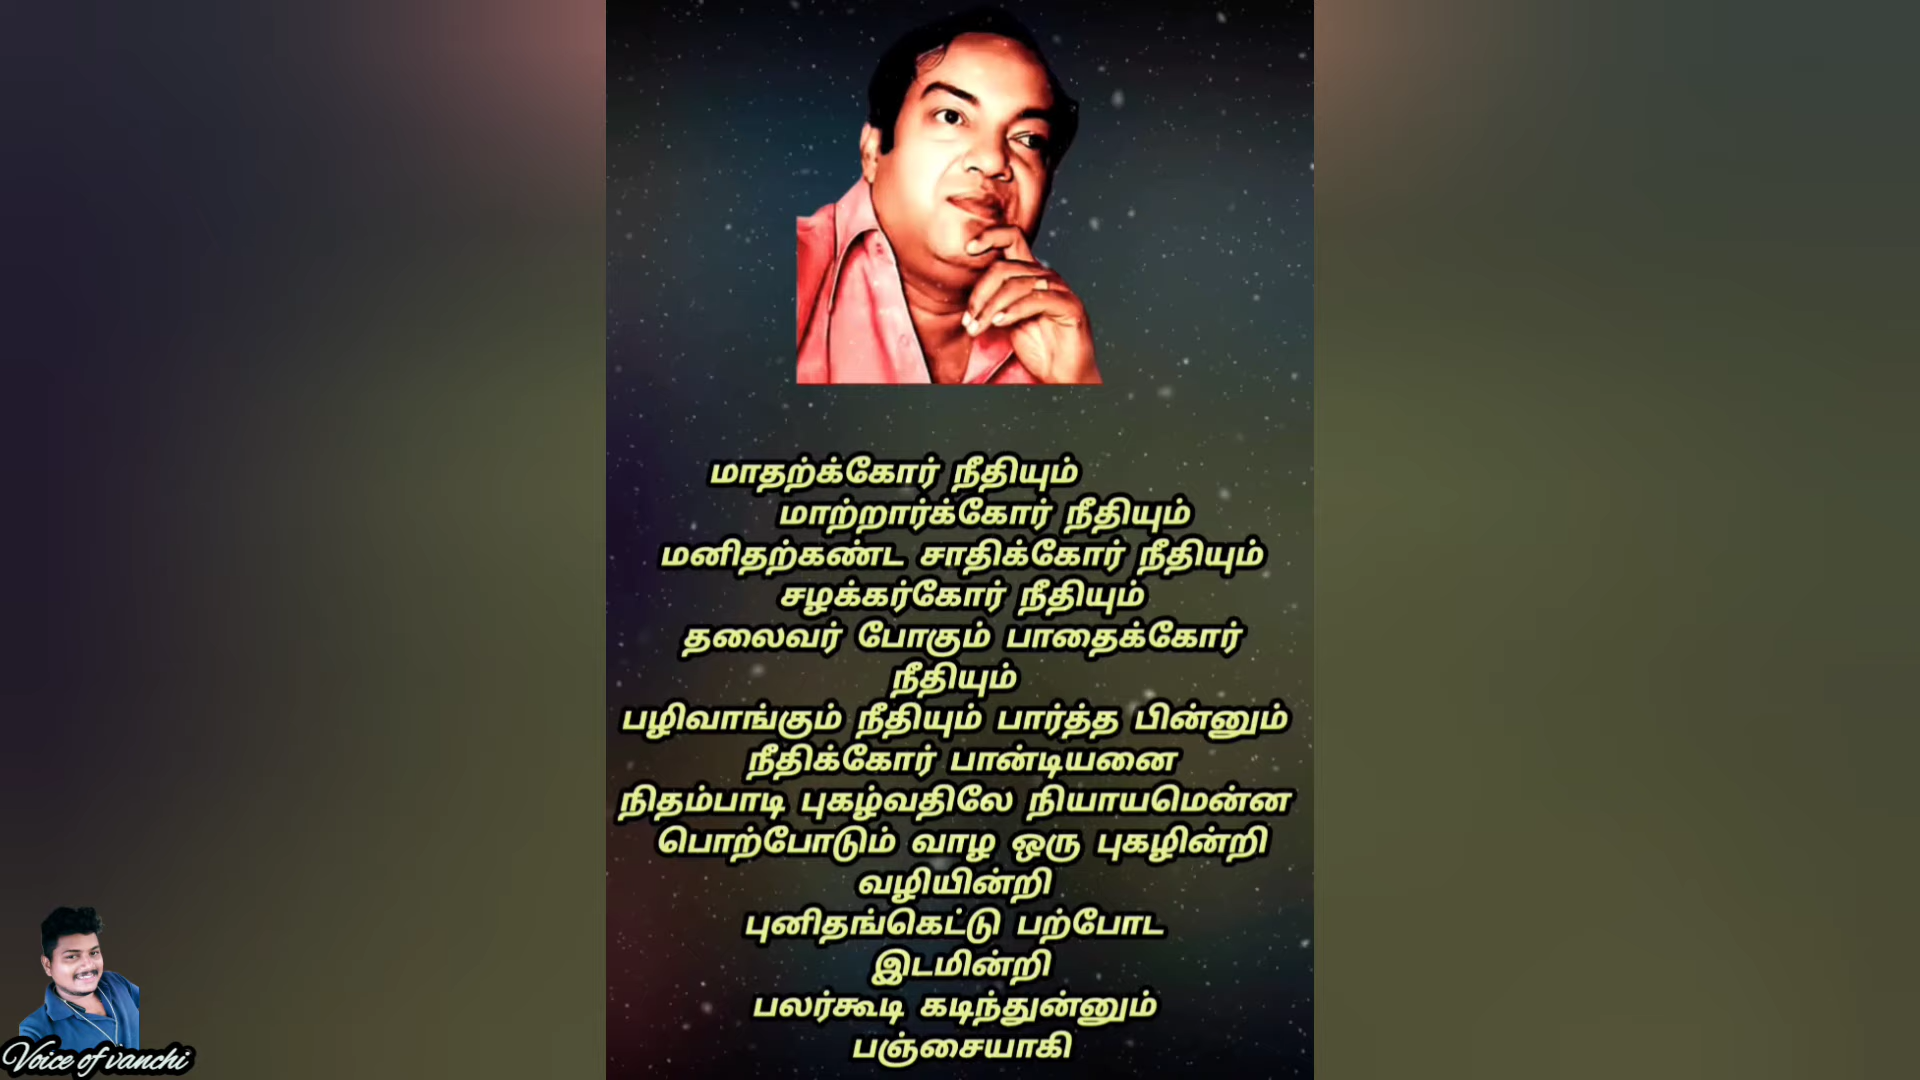 மாதற்க்கோர் நீதியும்
மாற்றார்க்கோர் நீதியும்
மனிதற்கண்ட சாதிக்கோர் நீதியும்
சழக்கர்கோர் நீதியும்
தலைவர் போகும் பாதைக்கோர்
நீதியும்
பழிவாங்கும் நீதியும் பார்த்த பின்னும்
நீதிக்கோர் பான்டியனை
நிதம்பாடி புகழ்வதிலே நியாயமென்ன
பொற்போடும் வாழ ஒரு புகழின்றி
வழியின்றி
புனிதங்கெட்டு பற்போட
இடமின்றி
பலர்கூடி கடிந்துன்னும்
பஞ்சையாகி
Voice of vanchi